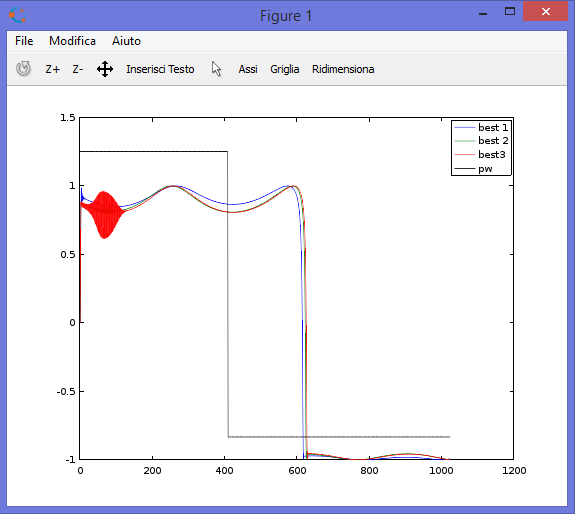 Figure 1
File Modifica Aiuto
Z+ Z- Inserisci Testo Assi Griglia Ridimensiona
1.5
1
0.5
0
-0.5
-1
0 200 400 600 800 1000 1200
best 1
best 2
best3
pw